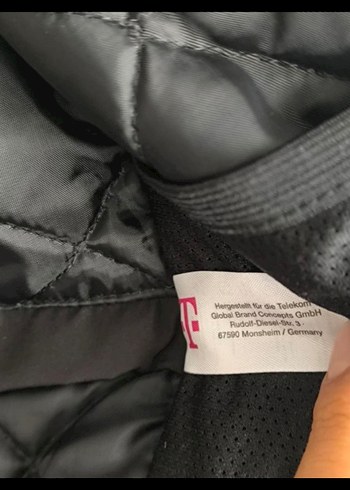 T
Hergestellt für die Telekom
Global Brand Concepts GmbH
Rudolf-Diesel-Str. 3
67590 Monsheim / Germany